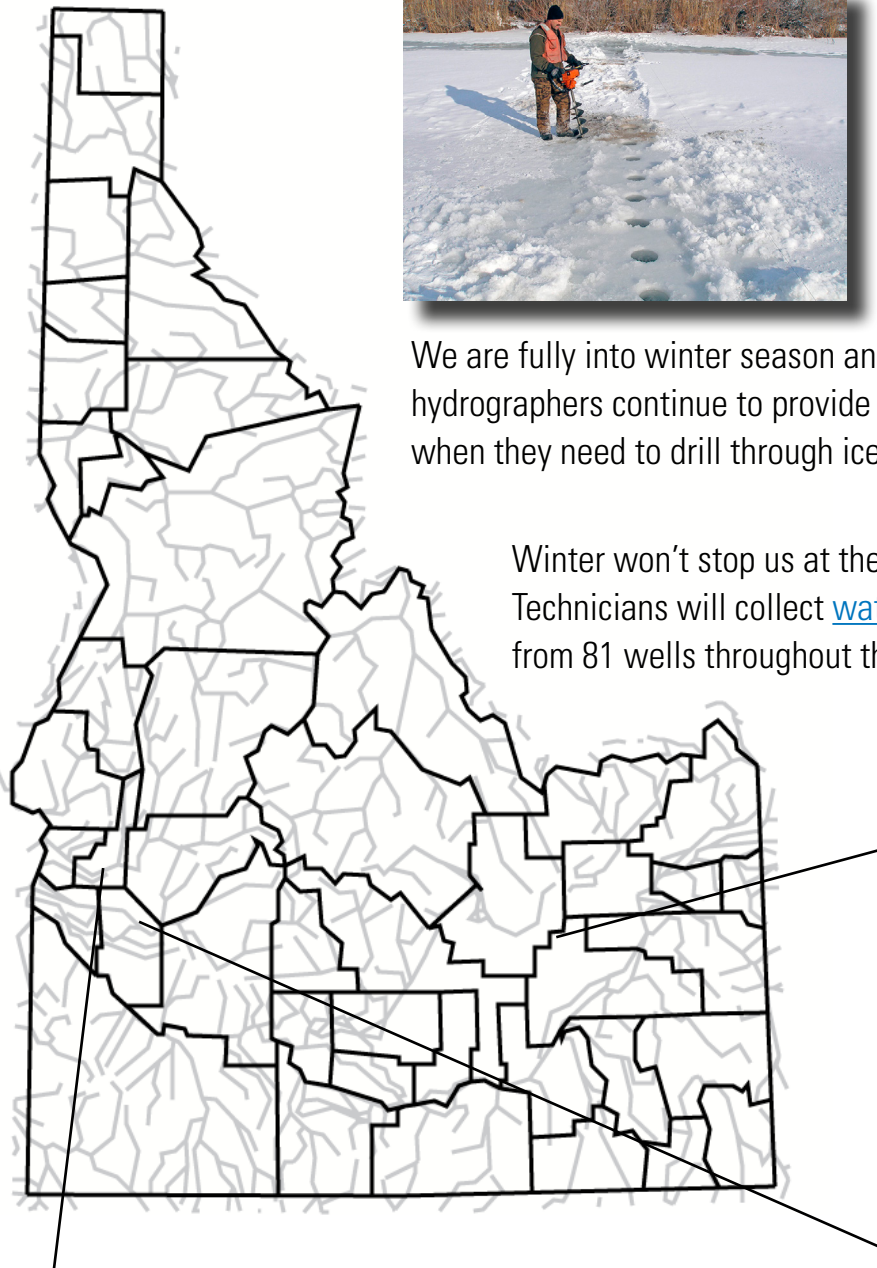 We are fully into winter season an
hydrographers continue to provide
when they need to drill through ice
Winter won’t stop us at the
Technicians will collect wat
from 81 wells throughout th